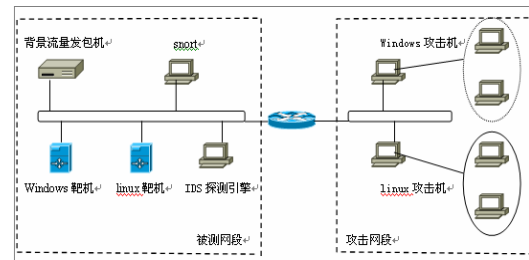 背景流量发包机
snort
Windows 攻击机
Windows 靶机
linux 靶机
IDS 探测引擎
linux 攻击机
被测网段
攻击网段